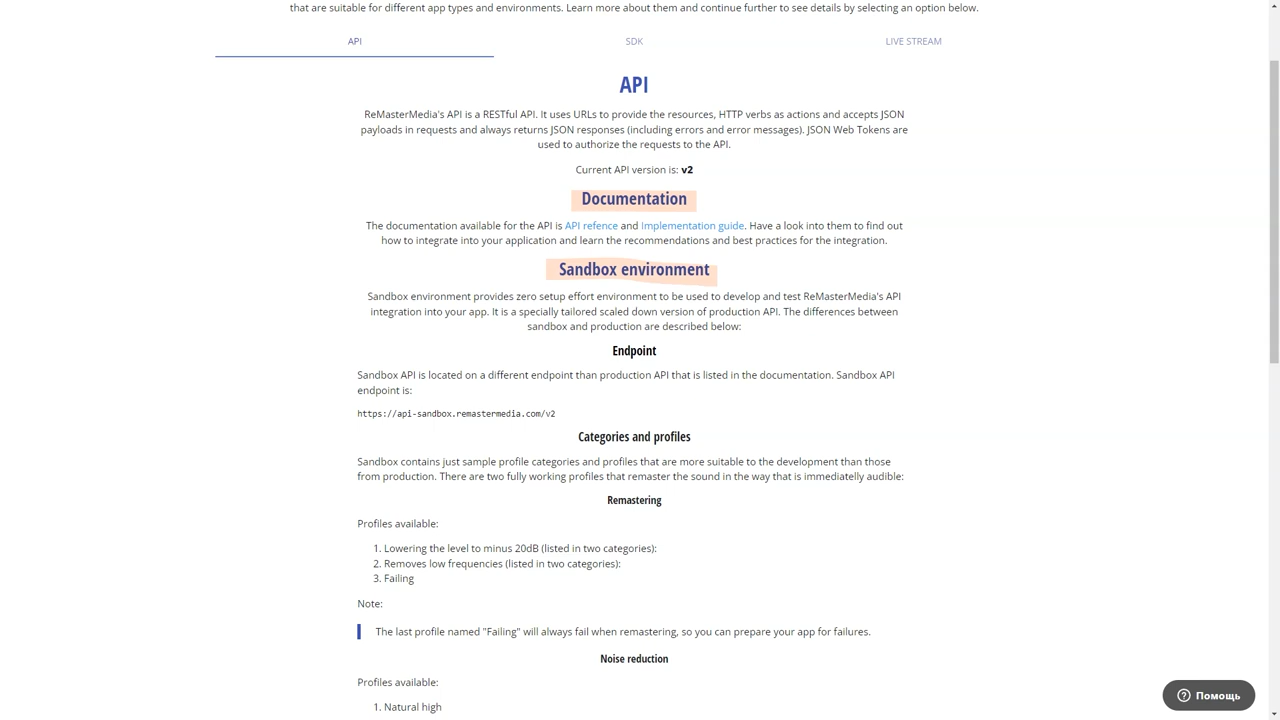 that are suitable for different app types and environments. Learn more about them and continue further to see details by selecting an option below.
API
SDK
LIVE STREAM
API
ReMasterMedia's API is a RESTful API. It uses URLs to provide the resources, HTTP verbs as actions and accepts JSON
payloads in requests and always returns JSON responses (including errors and error messages). JSON Web Tokens are
used to authorize the requests to the API.
Current API version is: v2
Documentation
The documentation available for the API is API refence and Implementation guide. Have a look into them to find out
how to integrate into your application and learn the recommendations and best practices for the integration.
Sandbox environment
Sandbox environment provides zero setup effort environment to be used to develop and test ReMasterMedia's API
integration into your app. It is a specially tailored scaled down version of production API. The differences between
sandbox and production are described below:
Endpoint
Sandbox API is located on a different endpoint than production API that is listed in the documentation. Sandbox API
endpoint is:
https://api-sandbox.remastermedia.com/v2
Categories and profiles
Sandbox contains just sample profile categories and profiles that are more suitable to the development than those
from production. There are two fully working profiles that remaster the sound in the way that is immediatelly audible:
Remastering
Profiles available:
1. Lowering the level to minus 20dB (listed in two categories):
2. Removes low frequencies (listed in two categories):
3. Failing
Note:
The last profile named "Failing" will always fail when remastering, so you can prepare your app for failures.
Noise reduction
Profiles available:
1. Natural high
Помощь